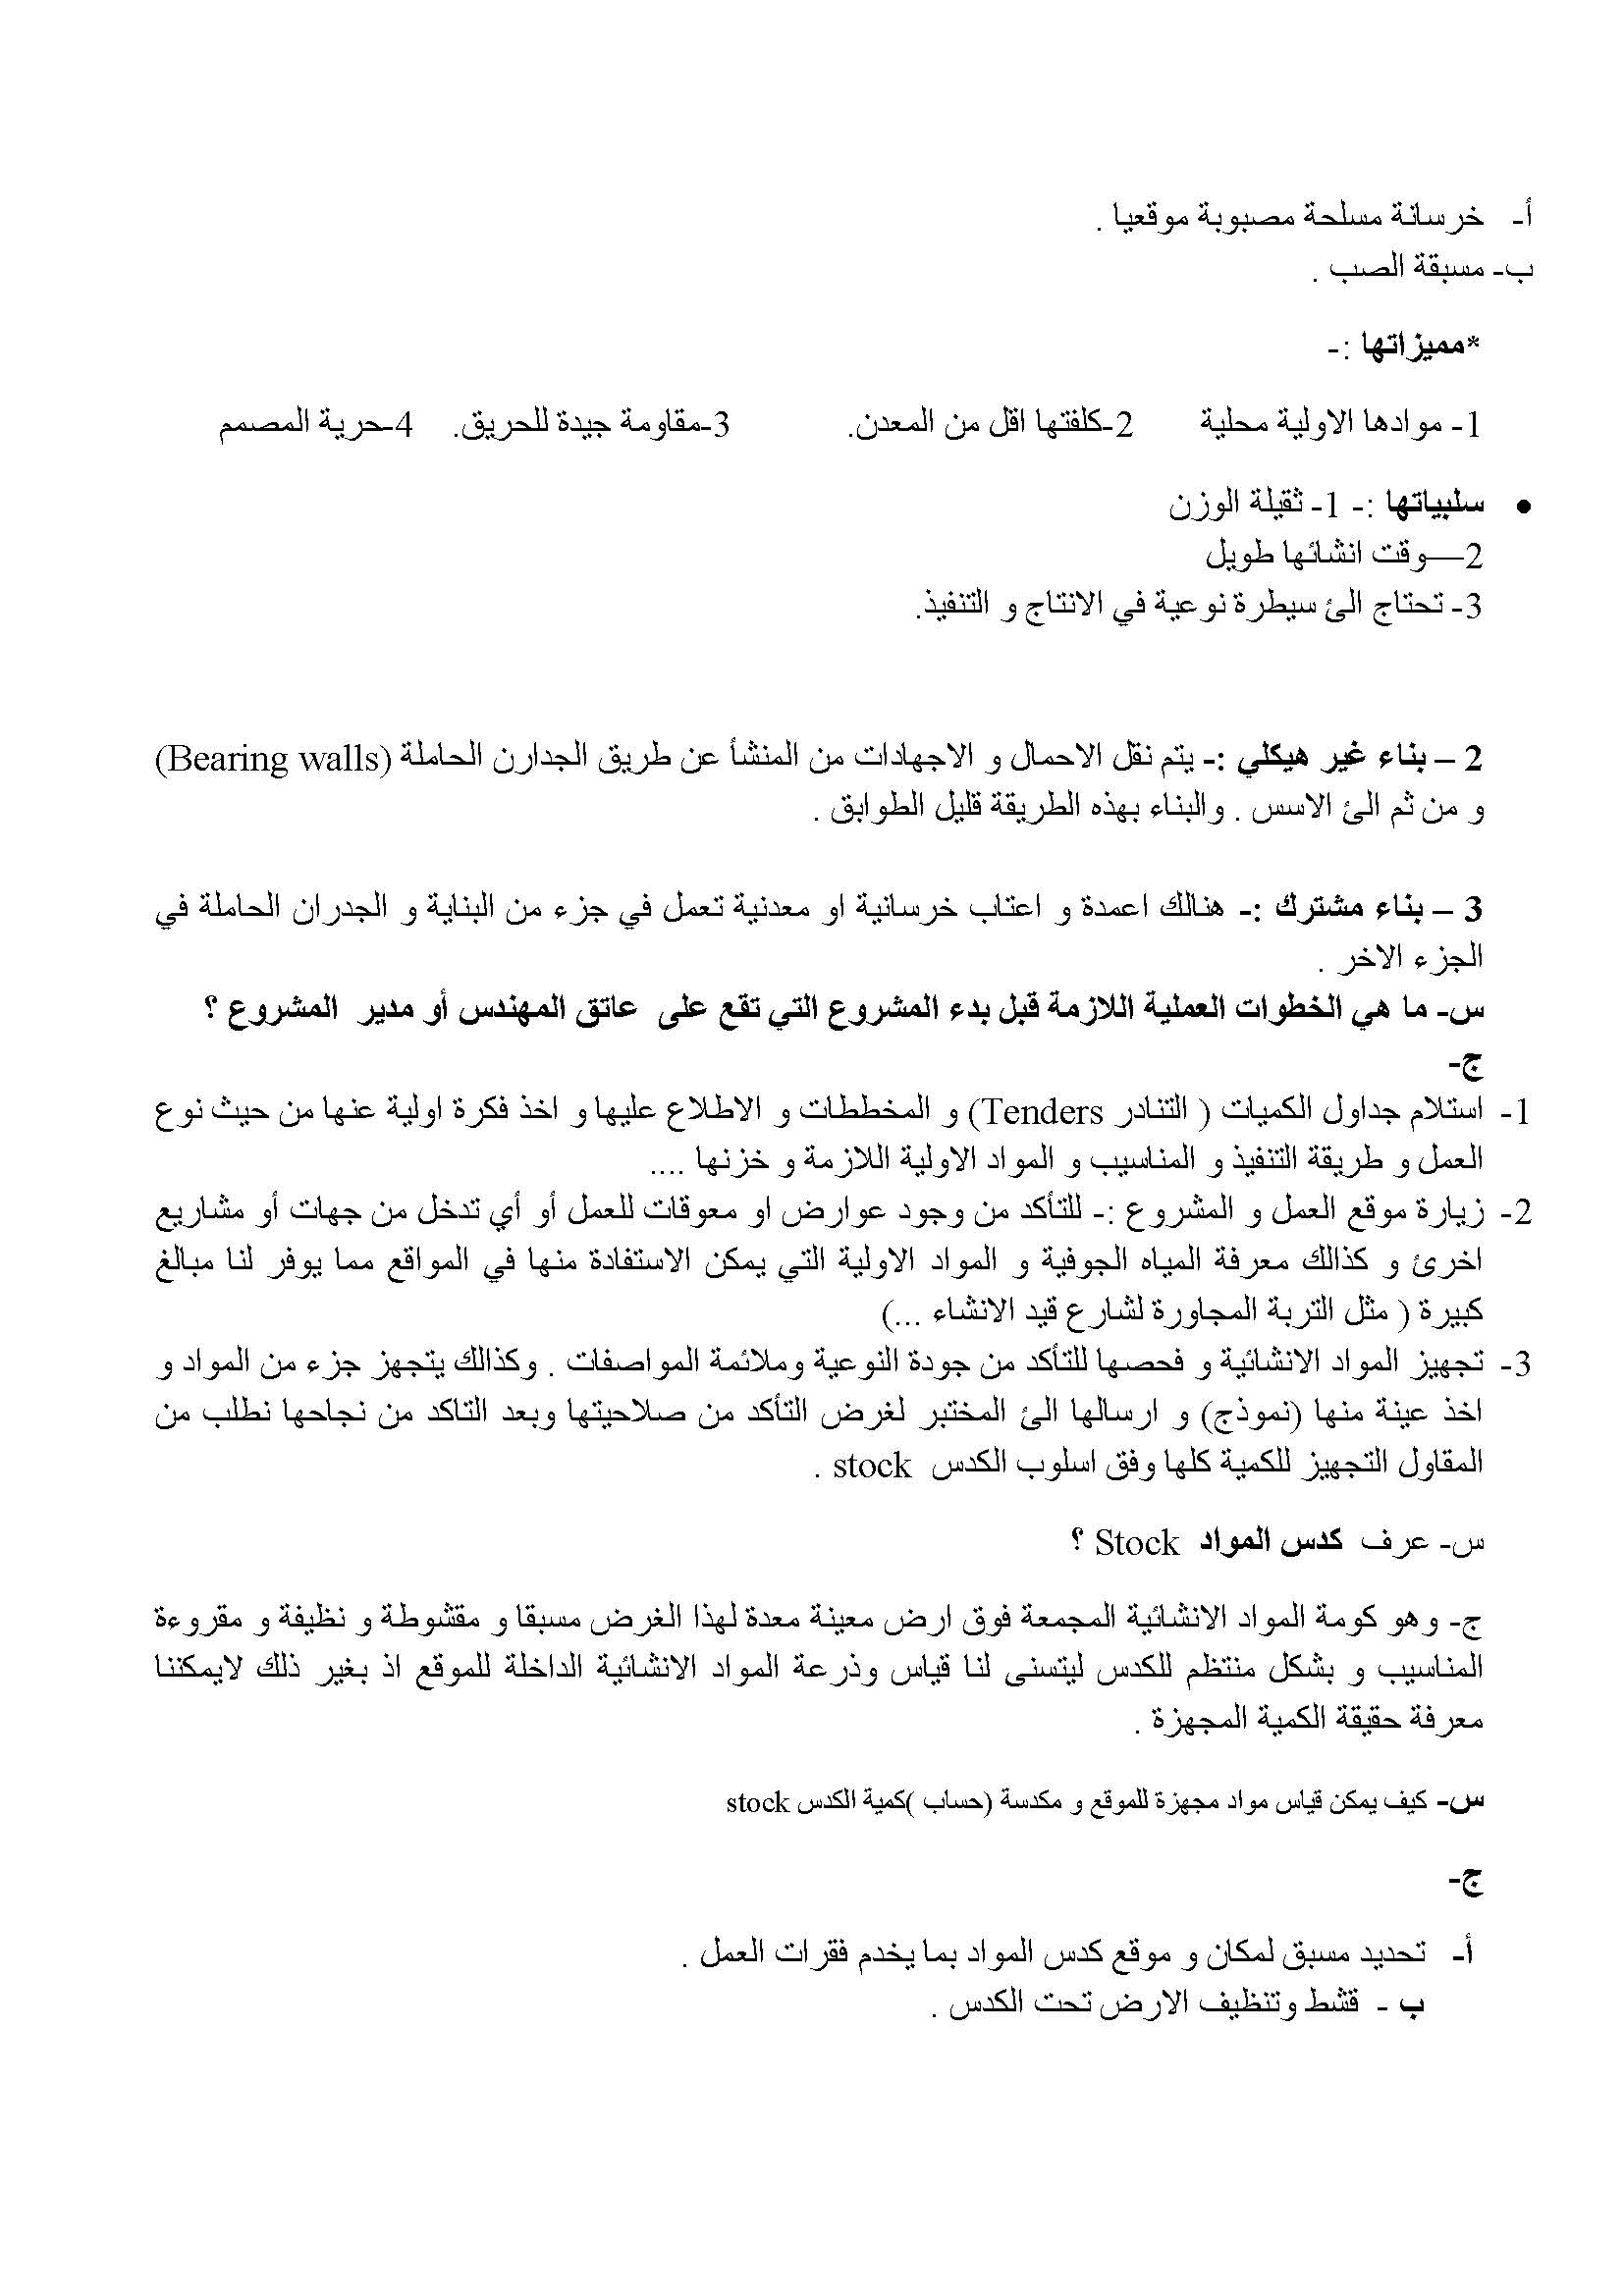 أ- خرسانة مسلحة مصبوبة موقعيا .
ب- مسبقة الصب .
*مميزاتها :-
1- موادها الاولية محلية 2-كلفتها اقل من المعدن. 3-مقاومة جيدة للحريق. 4-حرية المصمم
• سلبياتها :- 1- ثقيلة الوزن
2—وقت انشائها طويل
3- تحتاج الئ سيطرة نوعية في الانتاج و التنفيذ.
2 – بناء غير هيكلي :- يتم نقل الاحمال و الاجهادات من المنشأ عن طريق الجدارن الحاملة (Bearing walls)
و من ثم الئ الاسس . والبناء بهذه الطريقة قليل الطوابق .
3 – بناء مشترك :- هنالك اعمدة و اعتاب خرسانية او معدنية تعمل في جزء من البناية و الجدران الحاملة في
الجزء الاخر .
س- ما هي الخطوات العملية اللازمة قبل بدء المشروع التي تقع على عاتق المهندس أو مدير المشروع ؟
ج-
1- استلام جداول الكميات ( التنادر Tenders) و المخططات و الاطلاع عليها و اخذ فكرة اولية عنها من حيث نوع
العمل و طريقة التنفيذ و المناسيب و المواد الاولية اللازمة و خزنها ....
2- زيارة موقع العمل و المشروع :- للتأكد من وجود عوارض او معوقات للعمل أو أي تدخل من جهات أو مشاريع
اخرئ و كذالك معرفة المياه الجوفية و المواد الاولية التي يمكن الاستفادة منها في المواقع مما يوفر لنا مبالغ
كبيرة ( مثل التربة المجاورة لشارع قيد الانشاء ...)
3- تجهيز المواد الانشائية و فحصها للتأكد من جودة النوعية وملائمة المواصفات . وكذالك يتجهز جزء من المواد و
اخذ عينة منها (نموذج) و ارسالها الئ المختبر لغرض التأكد من صلاحيتها وبعد التاكد من نجاحها نطلب من
المقاول التجهيز للكمية كلها وفق اسلوب الكدس stock .
س- عرف كدس المواد Stock ؟
ج- وهو كومة المواد الانشائية المجمعة فوق ارض معينة معدة لهذا الغرض مسبقا و مقشوطة و نظيفة و مقروءة
المناسيب و بشكل منتظم للكدس ليتسنى لنا قياس وذرعة المواد الانشائية الداخلة للموقع اذ بغير ذلك لايمكننا
معرفة حقيقة الكمية المجهزة .
س- كيف يمكن قياس مواد مجهزة للموقع و مكدسة (حساب )كمية الكدس stock
ج-
أ- تحديد مسبق لمكان و موقع كدس المواد بما يخدم فقرات العمل .
ب - قشط وتنظيف الارض تحت الكدس .